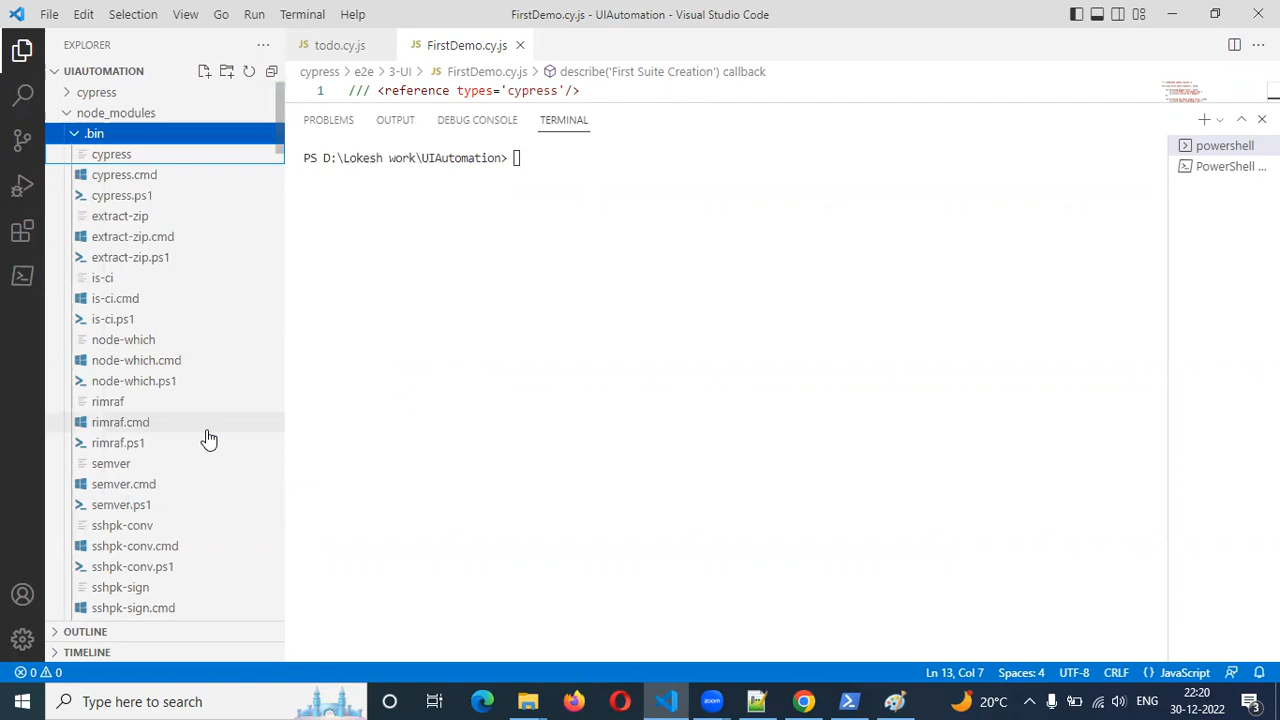 File Edit Selection View Go Run Terminal Help
FirstDemo.cy.js - UIAutomation - Visual Studio Code
EXPLORER
UIAUTOMATION
cypress
node_modules
.bin
cypress
cypress.cmd
cypress.ps1
extract-zip
extract-zip.cmd
extract-zip.ps1
is-ci
is-ci.cmd
is-ci.ps1
node-which
node-which.cmd
node-which.ps1
rimraf
rimraf.cmd
rimraf.ps1
semver
semver.cmd
semver.ps1
sshpk-conv
sshpk-conv.cmd
sshpk-conv.ps1
sshpk-sign
sshpk-sign.cmd
OUTLINE
TIMELINE
todo.cy.js
FirstDemo.cy.js
cypress > e2e > 3-UI > FirstDemo.cy.js > describe('First Suite Creation') callback
1 /// <reference types='cypress'/>
PROBLEMS OUTPUT DEBUG CONSOLE TERMINAL
PS D:\Lokesh work\UIAutomation>
powershell
PowerShell ...
0 0
Ln 13, Col 7 Spaces: 4 UTF-8 CRLF JavaScript
Type here to search
20°C
ENG
22:20
30-12-2022
3